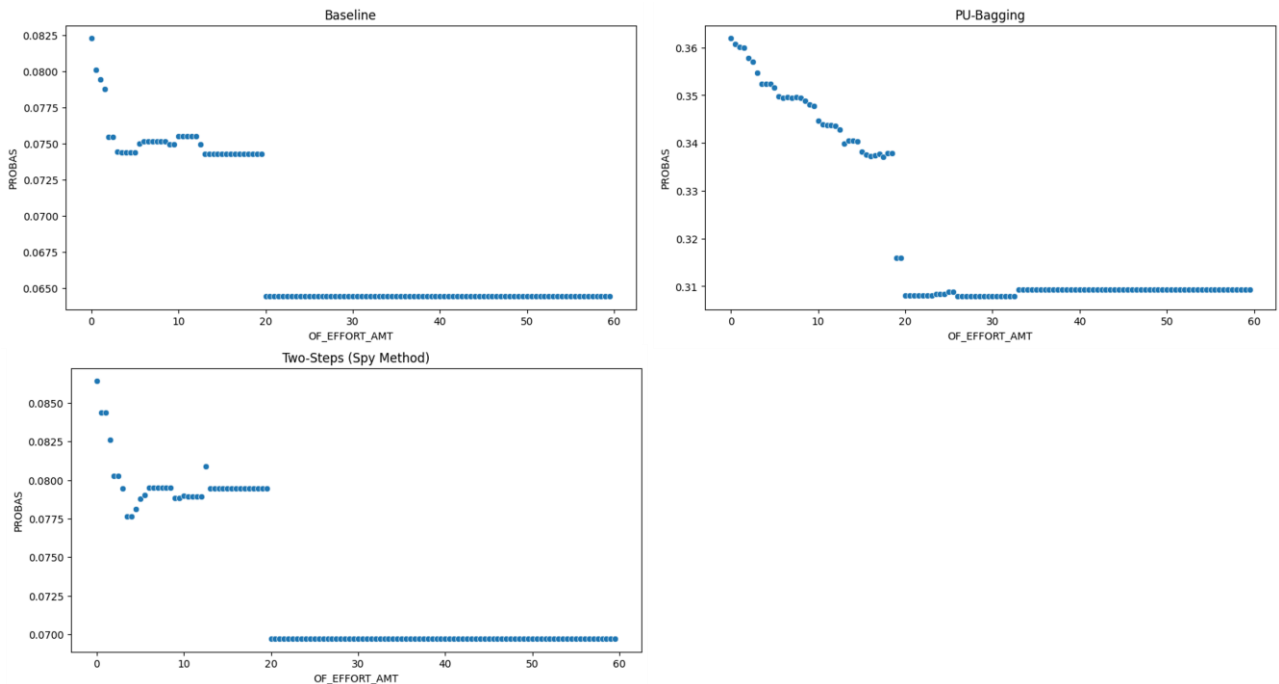 Baseline
0.0825
0.0800
0.0775
0.0750
0.0725
0.0700
0.0675
0.0650
PROBAS
0 10 20 30 40 50 60
OF_EFFORT_AMT
PU-Bagging
0.36
0.35
0.34
0.33
0.32
0.31
PROBAS
0 10 20 30 40 50 60
OF_EFFORT_AMT
Two-Steps (Spy Method)
0.0850
0.0825
0.0800
0.0775
0.0750
0.0725
0.0700
PROBAS
0 10 20 30 40 50 60
OF_EFFORT_AMT